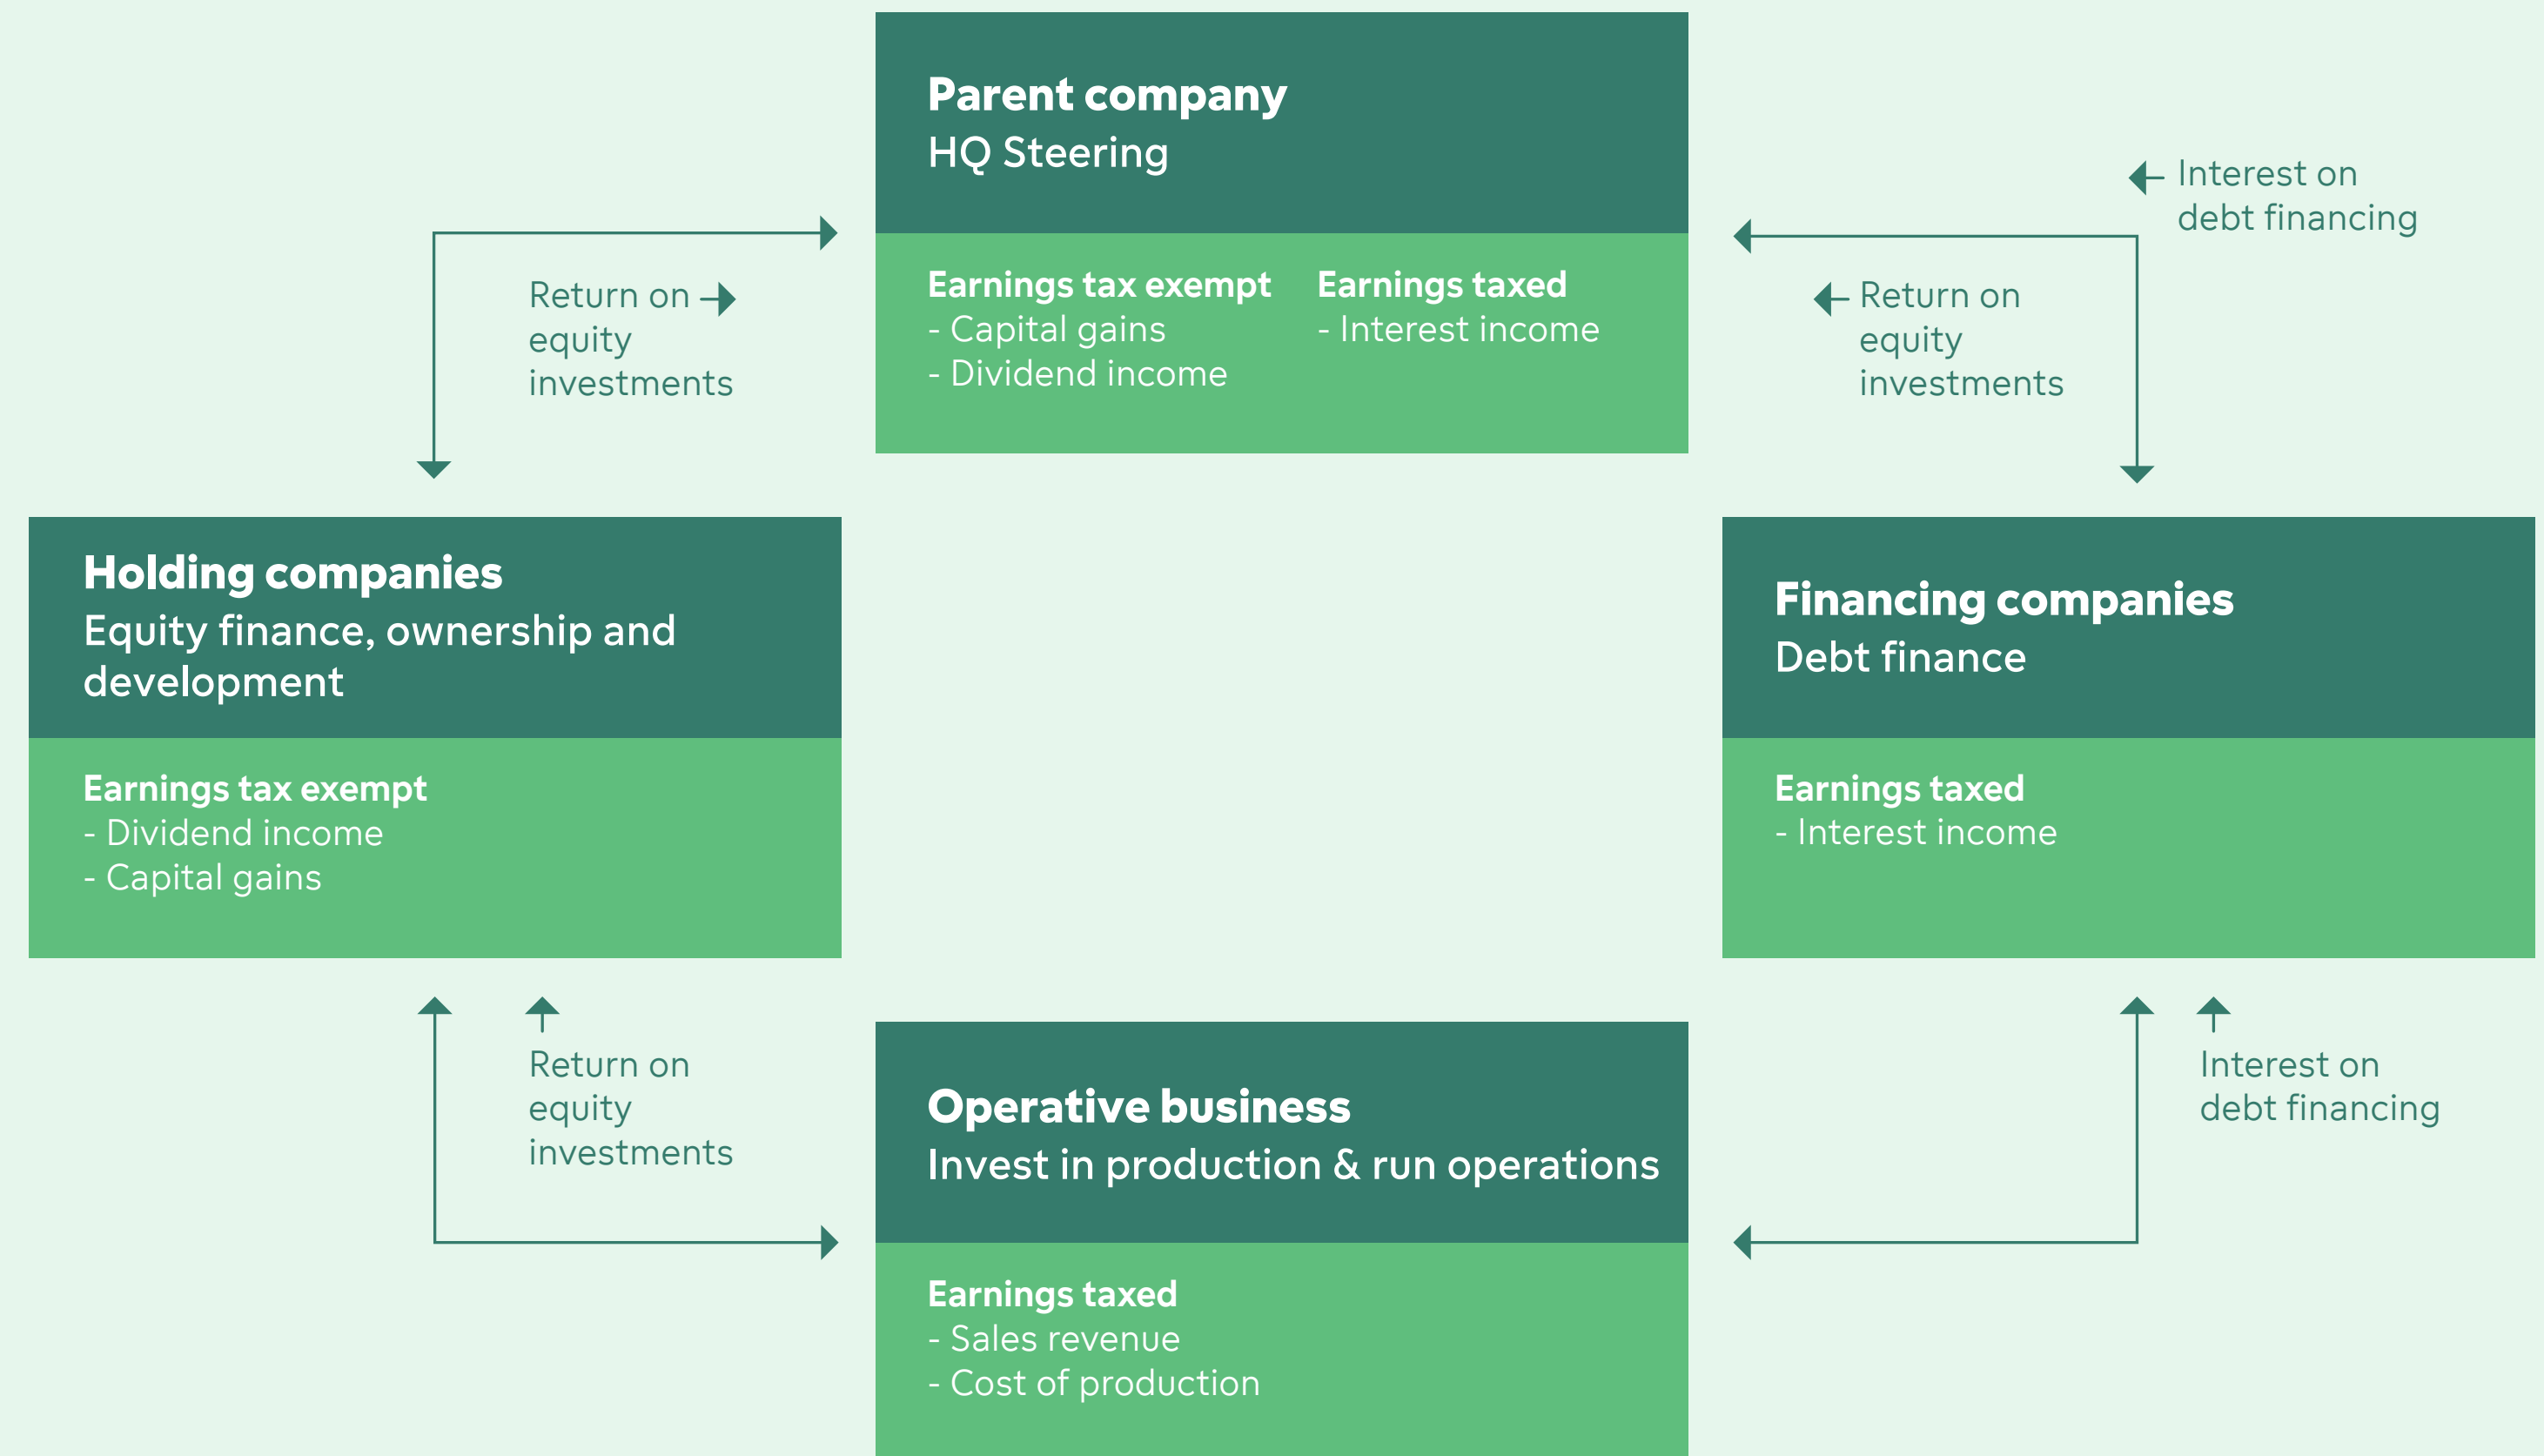 Parent company
HQ Steering
Earnings tax exempt
- Capital gains
- Dividend income
Earnings taxed
- Interest income
Return on
equity
investments
Interest on
debt financing
Return on
equity
investments
Holding companies
Equity finance, ownership and
development
Earnings tax exempt
- Dividend income
- Capital gains
Financing companies
Debt finance
Earnings taxed
- Interest income
Return on
equity
investments
Operative business
Invest in production & run operations
Earnings taxed
- Sales revenue
- Cost of production
Interest on
debt financing